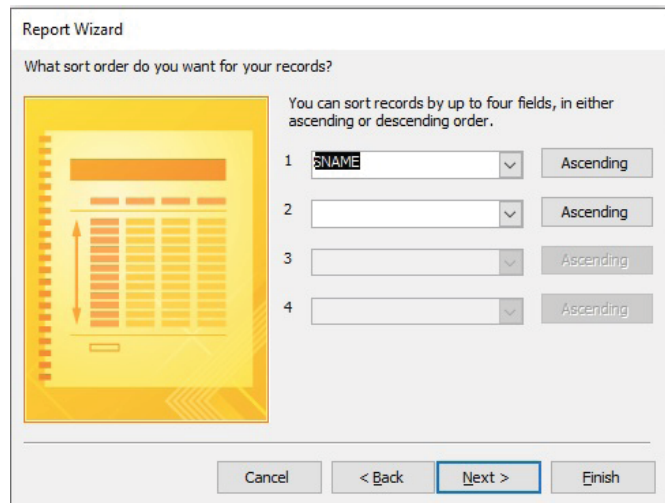 Report Wizard
What sort order do you want for your records?
You can sort records by up to four fields, in either
ascending or descending order.
1 SNAME Ascending
2 Ascending
3 Ascending
4 Ascending
Cancel < Back Next > Finish